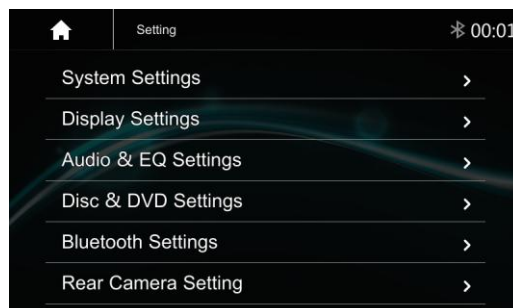 Setting 00:01
System Settings
Display Settings
Audio & EQ Settings
Disc & DVD Settings
Bluetooth Settings
Rear Camera Setting